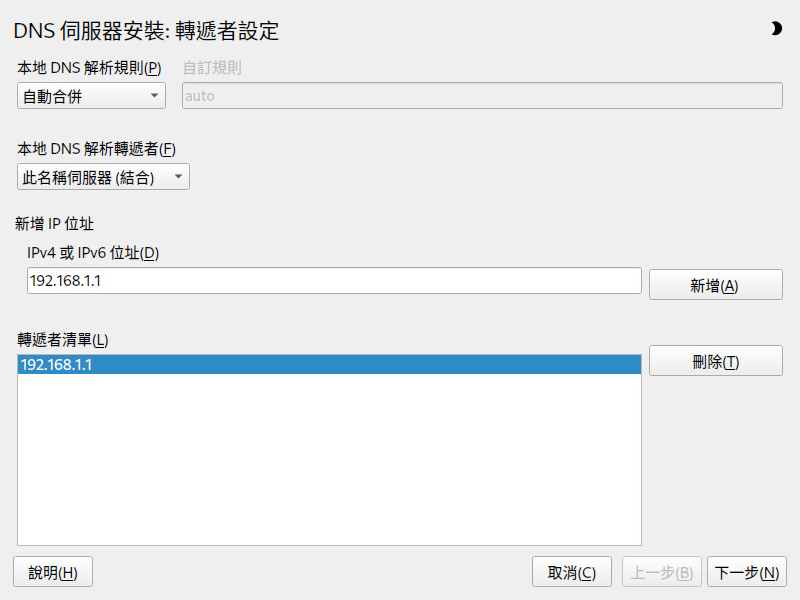 DNS 伺服器安裝: 轉遞者設定
本地 DNS 解析規則(P) 自訂規則
自動合併 auto
本地 DNS 解析轉遞者(F)
此名稱伺服器 (結合)
新增 IP 位址
IPv4 或 IPv6 位址(D)
192.168.1.1 新增(A)
轉遞者清單(L)
192.168.1.1 刪除(T)
說明(H) 取消(C) 上一步(B) 下一步(N)